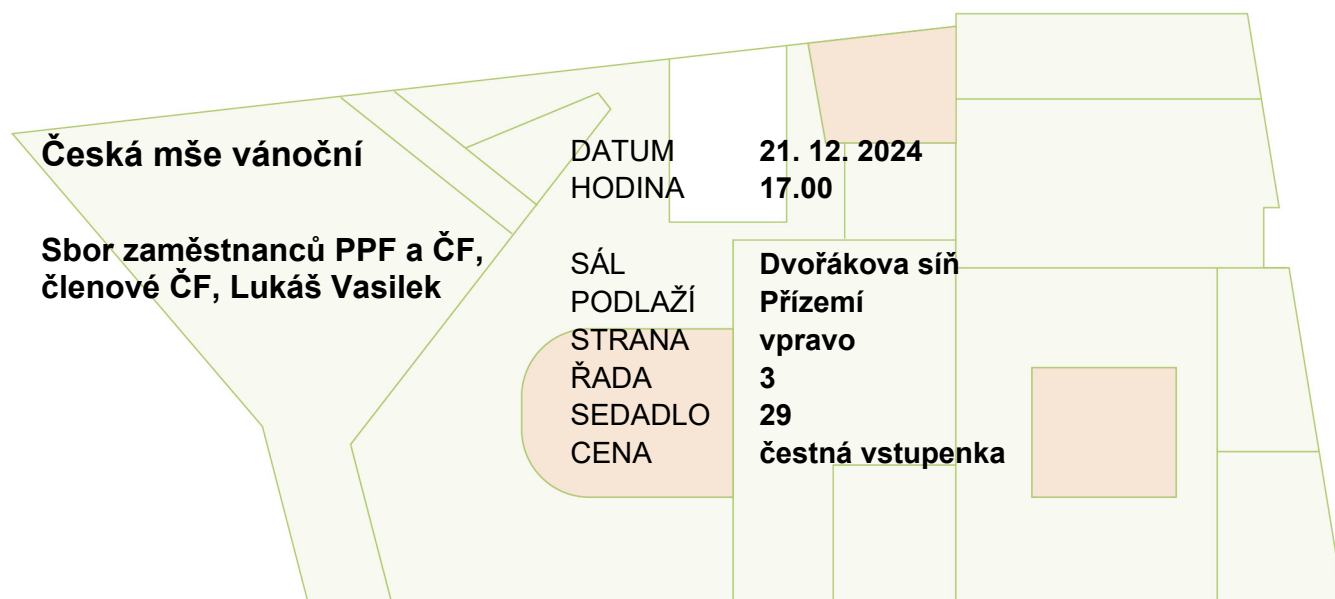 Česká mše vánoční
Sbor zaměstnanců PPF a ČF,
členové ČF, Lukáš Vasilek
DATUM 21. 12. 2024
HODINA 17.00
SÁL Dvořákova síň
PODLAŽÍ Přízemí
STRANA vpravo
ŘADA 3
SEDADLO 29
CENA čestná vstupenka